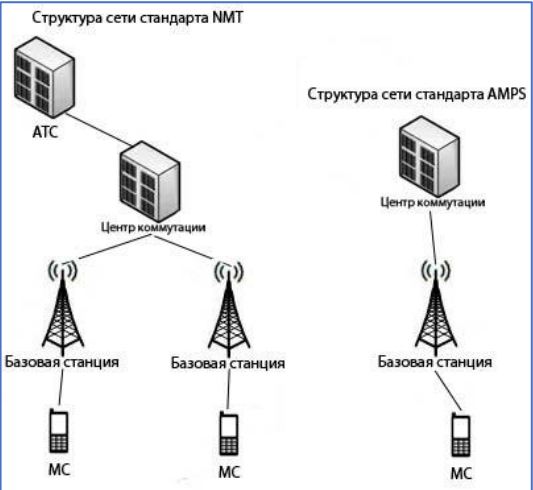 Структура сети стандарта NMT
АТС
Центр коммутации
Базовая станция
Базовая станция
МС
МС
Структура сети стандарта AMPS
Центр коммутации
Базовая станция
МС